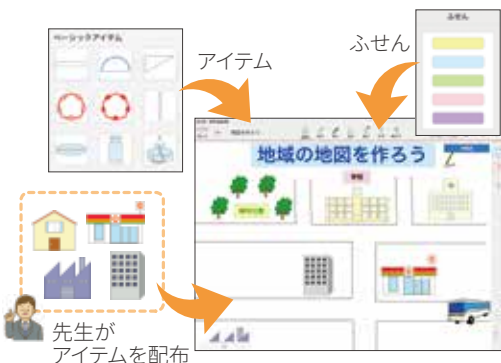 ベーシックアイテム
アイテム
ふせん
ふせん
地域の地図を作ろう
学校
先生が
アイテムを配布